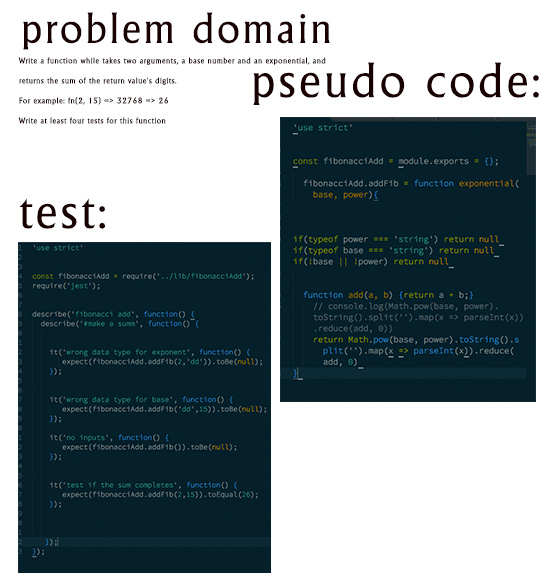 problem domain
Write a function while takes two arguments, a base number and an exponential, and
returns the sum of the return value's digits.
For example: fn(2, 15) => 32768 => 26
Write at least four tests for this function
pseudo code:
'use strict'
const fibonacciAdd = module.exports = {};
fibonacciAdd.addFib = function exponential(
base, power){
if(typeof power === 'string') return null
if(typeof base === 'string') return null
if(!base || !power) return null
function add(a, b) {return a + b;}
// console.log(Math.pow(base, power).
toString().split('').map(x => parseInt(x))
.reduce(add, 0))
return Math.pow(base, power).toString().s
plit('').map(x => parseInt(x)).reduce(
add, 0)
}
test:
'use strict'
const fibonacciAdd = require('../lib/fibonacciAdd');
require('jest');
describe('fibonacci add', function() {
describe('#make a summ', function() {
it('wrong data type for exponent', function() {
expect(fibonacciAdd.addFib(2,'dd')).toBe(null);
});
it('wrong data type for base', function() {
expect(fibonacciAdd.addFib('dd',15)).toBe(null);
});
it('no inputs', function() {
expect(fibonacciAdd.addFib()).toBe(null);
});
it('test if the sum completes', function() {
expect(fibonacciAdd.addFib(2,15)).toEqual(26);
});
});
});